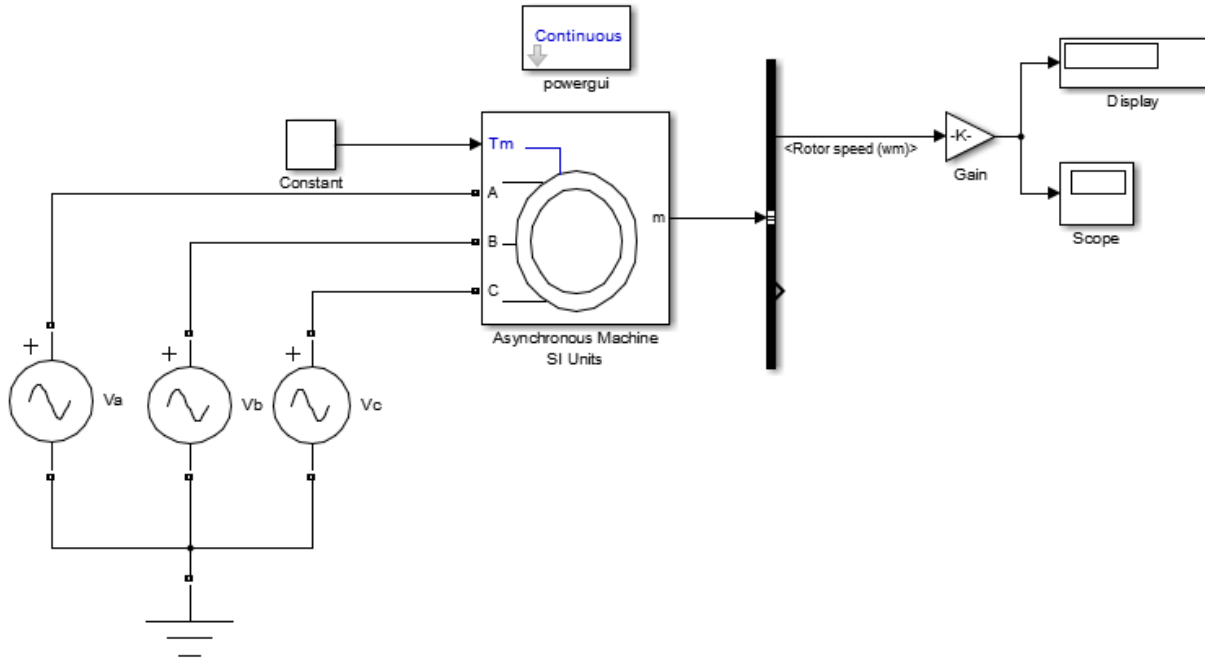 Continuous
powergui
Display
Tm
Constant
<Rotor speed (wm)>
-K-
Gain
A
m
Scope
B
C
Asynchronous Machine
SI Units
+
+
+
Va
Vb
Vc